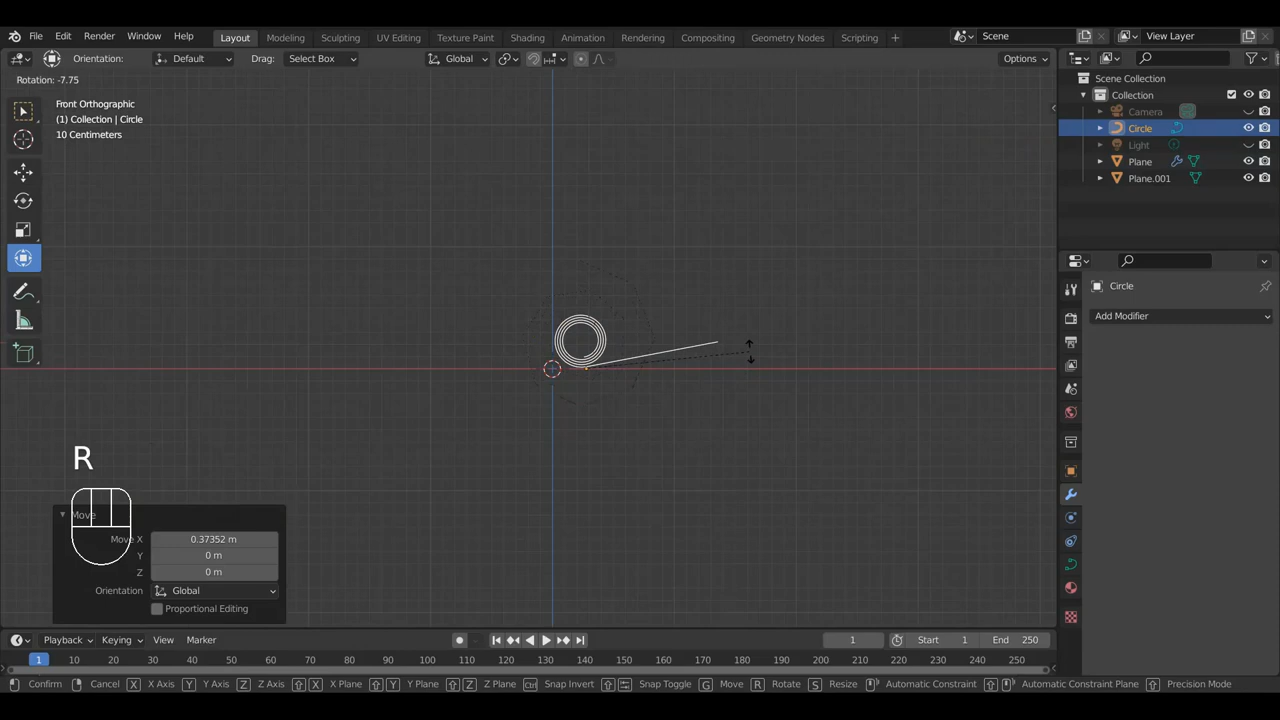 File Edit Render Window Help Layout Modeling Sculpting UV Editing Texture Paint Shading Animation Rendering Compositing Geometry Nodes Scripting + Scene View Layer
Orientation: Default Drag: Select Box Global Options
Rotation: -7.75
Front Orthographic
(1) Collection | Circle
10 Centimeters
Scene Collection
Collection
Camera
Circle
Light
Plane
Plane.001
Circle
Add Modifier
R
Move
Move X 0.37352 m
Y 0 m
Z 0 m
Orientation Global
Proportional Editing
Playback Keying View Marker 1 Start 1 End 250
1 10 20 30 40 50 60 70 80 90 100 110 120 130 140 150 160 170 180 190 200 210 220 230 240 250
Confirm Cancel X X Axis Y Y Axis Z Z Axis X X Plane Y Y Plane Z Z Plane Ctrl Snap Invert Snap Toggle G Move R Rotate S Resize Automatic Constraint Automatic Constraint Plane Precision Mode